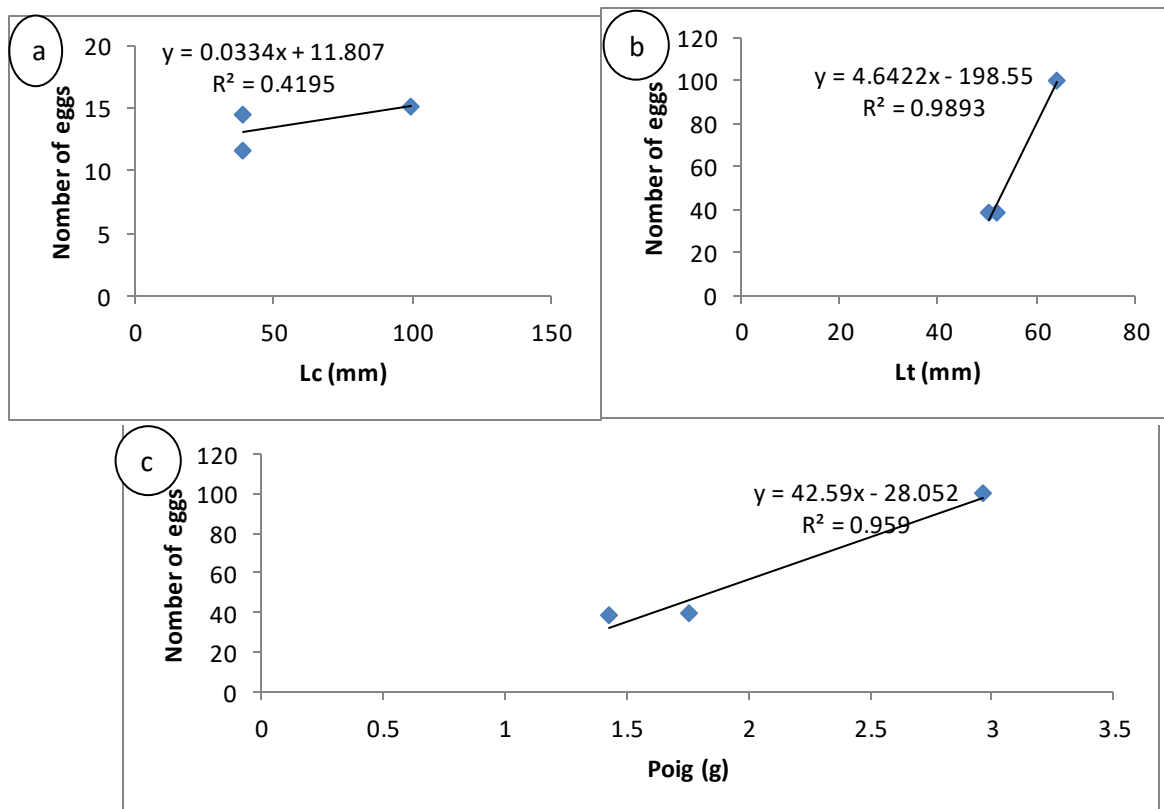 a
y = 0.0334x + 11.807
R² = 0.4195
20
15
10
5
0
0 50 100 150
Nomber of eggs
Lc (mm)
b
y = 4.6422x - 198.55
R² = 0.9893
120
100
80
60
40
20
0
0 20 40 60 80
Nomber of eggs
Lt (mm)
c
y = 42.59x - 28.052
R² = 0.959
120
100
80
60
40
20
0
0 0.5 1 1.5 2 2.5 3 3.5
Nomber of eggs
Poig (g)